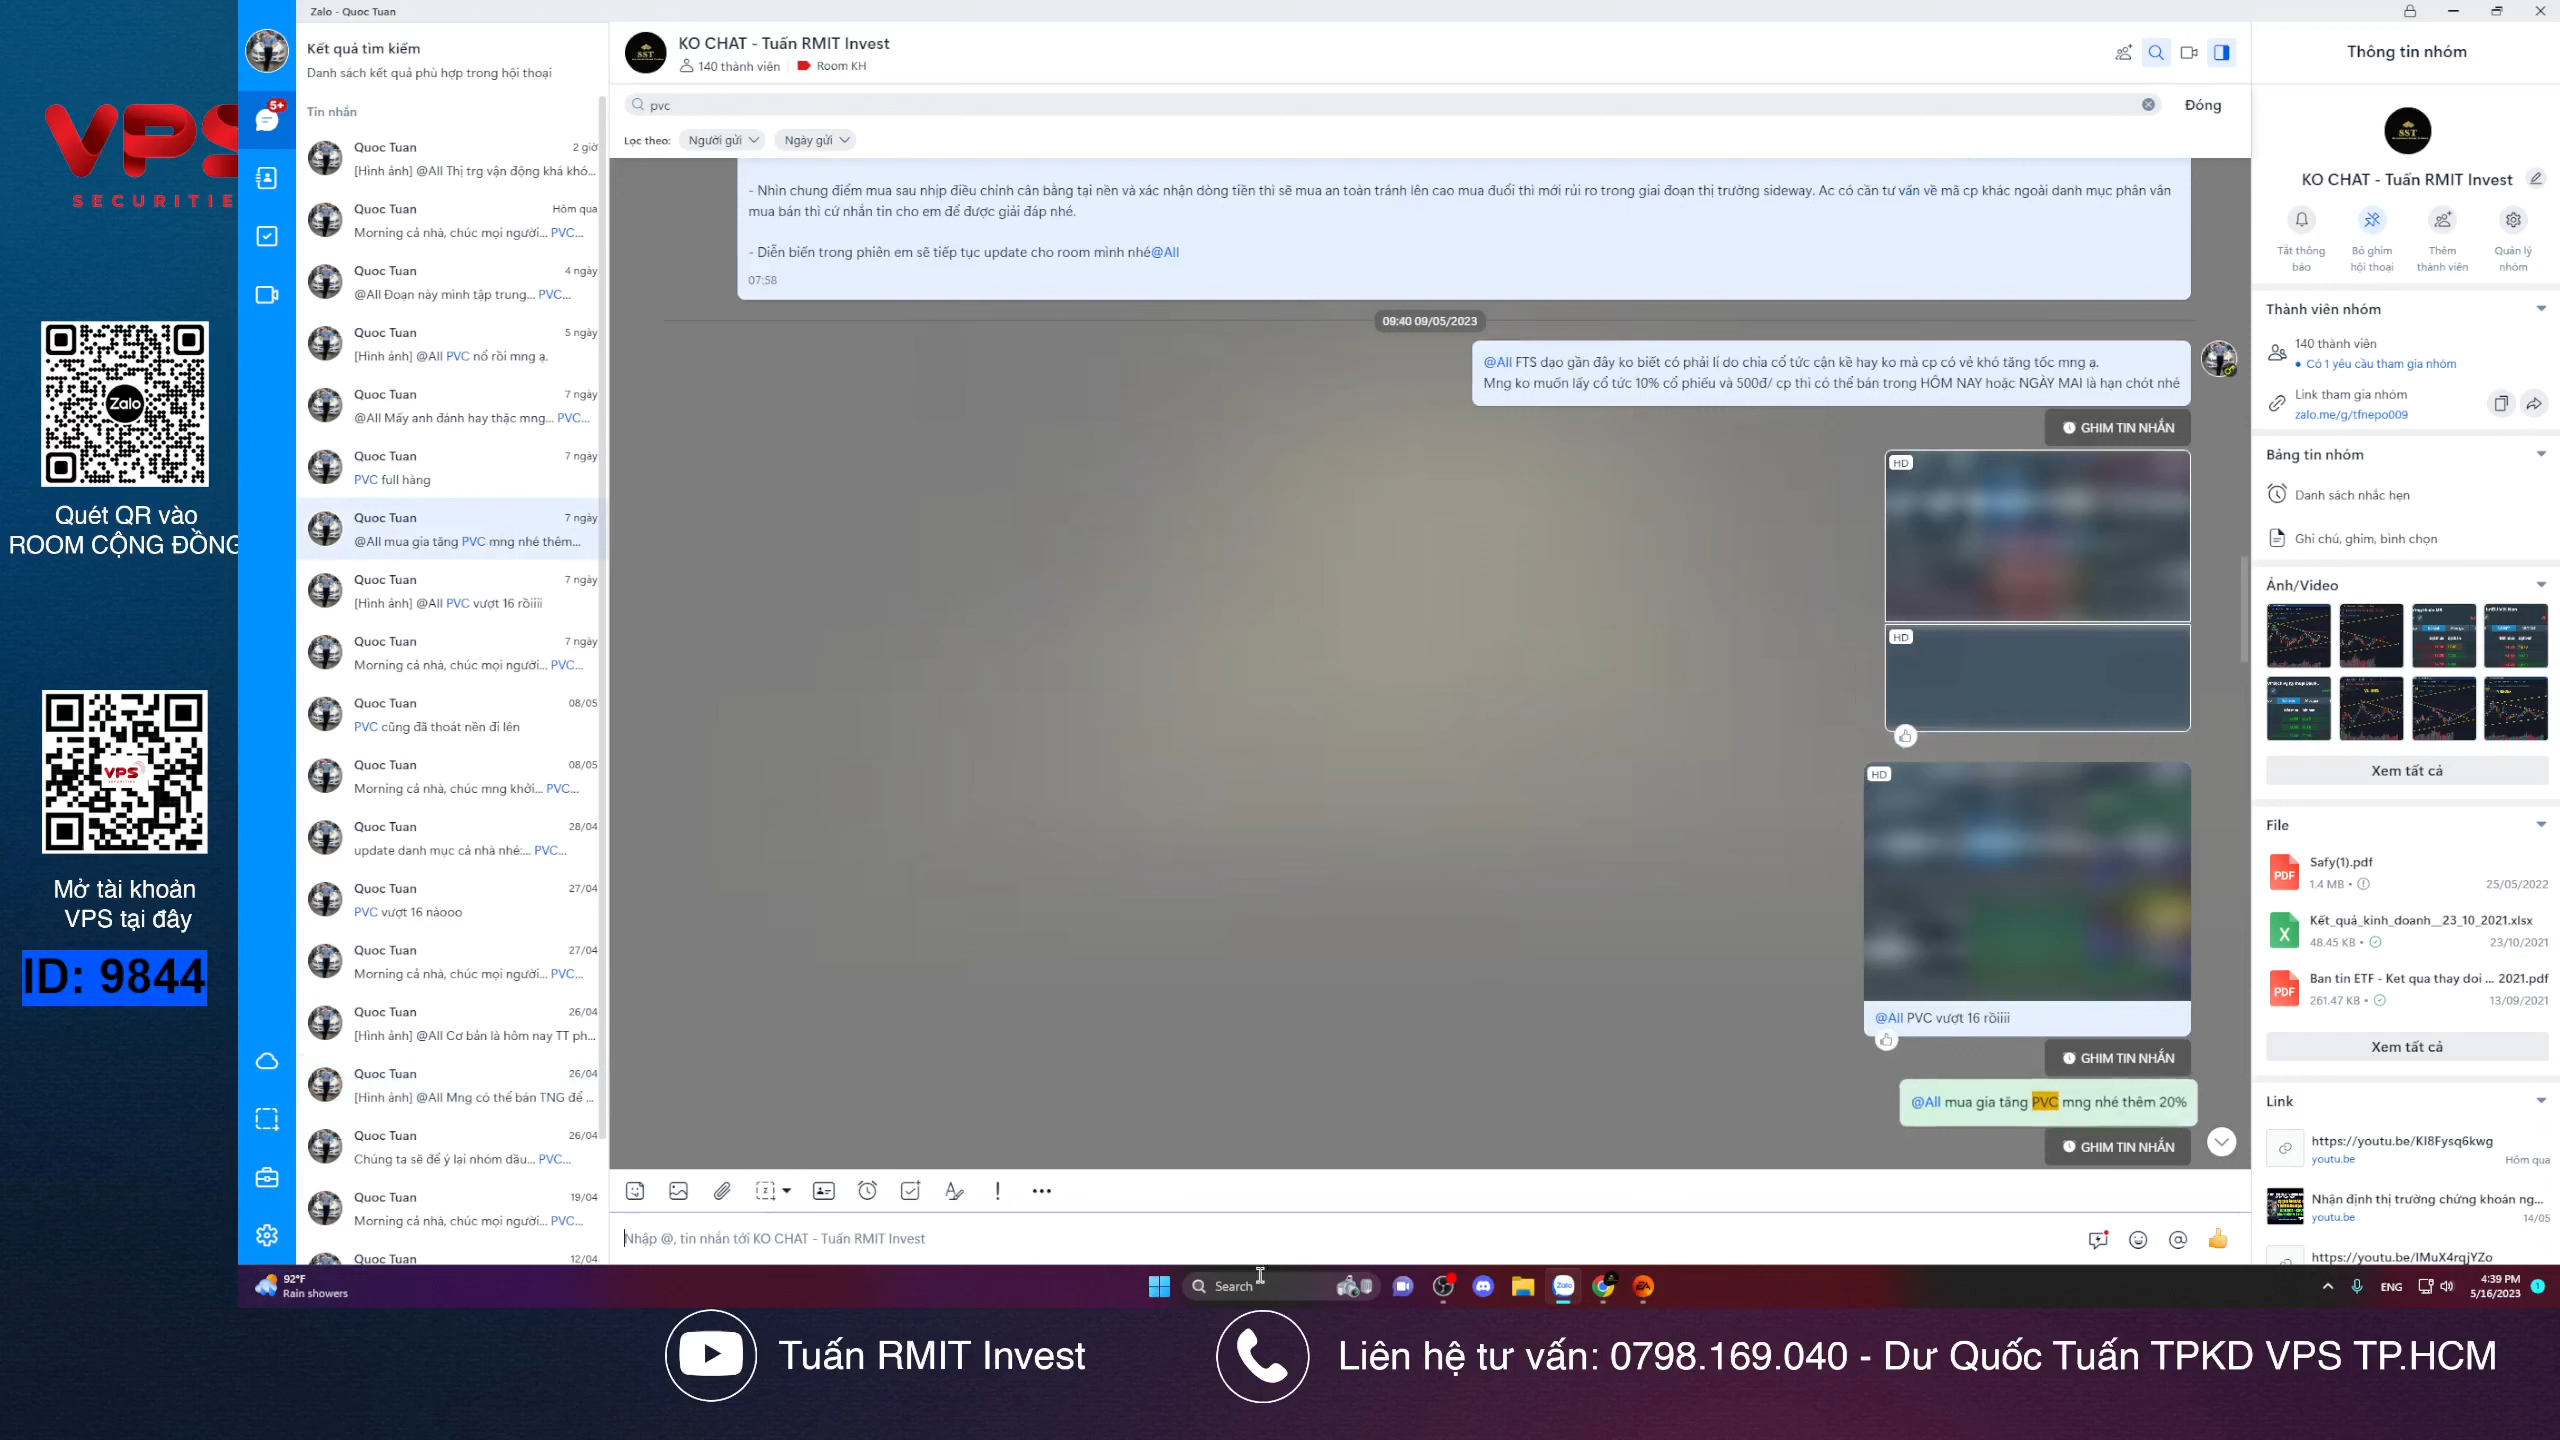 Zalo - Quoc Tuan
VPS
SECURITIE
Zalo
Quét QR vào
ROOM CỘNG ĐỒNG
VPS
Mở tài khoản
VPS tại đây
ID: 9844
5+
Kết quả tìm kiếm
Danh sách kết quả phù hợp trong hội thoại
Tin nhắn
Quoc Tuan 2 giờ
[Hình ảnh] @All Thị trg vận động khá khó...
Quoc Tuan Hôm qua
Morning cả nhà, chúc mọi người... PVC...
Quoc Tuan 4 ngày
@All Đoạn này mình tập trung... PVC...
Quoc Tuan 5 ngày
[Hình ảnh] @All PVC nổ rồi mng ạ.
Quoc Tuan 7 ngày
@All Mấy anh đánh hay thặc mng... PVC...
Quoc Tuan 7 ngày
PVC full hàng
Quoc Tuan 7 ngày
@All mua gia tăng PVC mng nhé thêm...
Quoc Tuan 7 ngày
[Hình ảnh] @All PVC vượt 16 rồiiii
Quoc Tuan 7 ngày
Morning cả nhà, chúc mọi người... PVC...
Quoc Tuan 08/05
PVC cũng đã thoát nền đi lên
Quoc Tuan 08/05
Morning cả nhà, chúc mng khởi... PVC...
Quoc Tuan 28/04
update danh mục cả nhà nhé:... PVC...
Quoc Tuan 27/04
PVC vượt 16 nàooo
Quoc Tuan 27/04
Morning cả nhà, chúc mọi người... PVC...
Quoc Tuan 26/04
[Hình ảnh] @All Cơ bản là hôm nay TT ph...
Quoc Tuan 26/04
[Hình ảnh] @All Mng có thể bán TNG để ...
Quoc Tuan 26/04
Chúng ta sẽ để ý lại nhóm dầu... PVC...
Quoc Tuan 19/04
Morning cả nhà, chúc mọi người... PVC...
Quoc Tuan 12/04
SST
KO CHAT - Tuấn RMIT Invest
140 thành viên Room KH
pvc
Đóng
Lọc theo: Người gửi Ngày gửi
- Nhìn chung điểm mua sau nhịp điều chỉnh cân bằng tại nền và xác nhận dòng tiền thì sẽ mua an toàn tránh lên cao mua đuổi thì mới rủi ro trong giai đoạn thị trường sideway. Ac có cần tư vấn về mã cp khác ngoài danh mục phân vân
mua bán thì cứ nhắn tin cho em để được giải đáp nhé.
- Diễn biến trong phiên em sẽ tiếp tục update cho room mình nhé@All
07:58
09:40 09/05/2023
@All FTS dạo gần đây ko biết có phải lí do chia cổ tức cận kề hay ko mà cp có vẻ khó tăng tốc mng ạ.
Mng ko muốn lấy cổ tức 10% cổ phiếu và 500đ/ cp thì có thể bán trong HÔM NAY hoặc NGÀY MAI là hạn chót nhé
GHIM TIN NHẮN
HD
HD
HD
@All PVC vượt 16 rồiiii
GHIM TIN NHẮN
@All mua gia tăng PVC mng nhé thêm 20%
GHIM TIN NHẮN
Nhập @, tin nhắn tới KO CHAT - Tuấn RMIT Invest
Thông tin nhóm
SST
KO CHAT - Tuấn RMIT Invest
Tắt thông báo
Bỏ ghim hội thoại
Thêm thành viên
Quản lý nhóm
Thành viên nhóm
140 thành viên
• Có 1 yêu cầu tham gia nhóm
Link tham gia nhóm
zalo.me/g/tfnepo009
Bảng tin nhóm
Danh sách nhắc hẹn
Ghi chú, ghim, bình chọn
Ảnh/Video
Xem tất cả
File
PDF
Safy(1).pdf
1.4 MB • 25/05/2022
X
Kết_quả_kinh_doanh__23_10_2021.xlsx
48.45 KB • 23/10/2021
PDF
Ban tin ETF - Ket qua thay doi ... 2021.pdf
261.47 KB • 13/09/2021
Xem tất cả
Link
https://youtu.be/KI8Fysq6kwg
youtu.be Hôm qua
Nhận định thị trường chứng khoán ng...
youtu.be 14/05
https://youtu.be/IMuX4rqjYZo
92°F
Rain showers
Search
Zalo
ENG
4:39 PM
5/16/2023
1
Tuấn RMIT Invest
Liên hệ tư vấn: 0798.169.040 - Dư Quốc Tuấn TPKD VPS TP.HCM